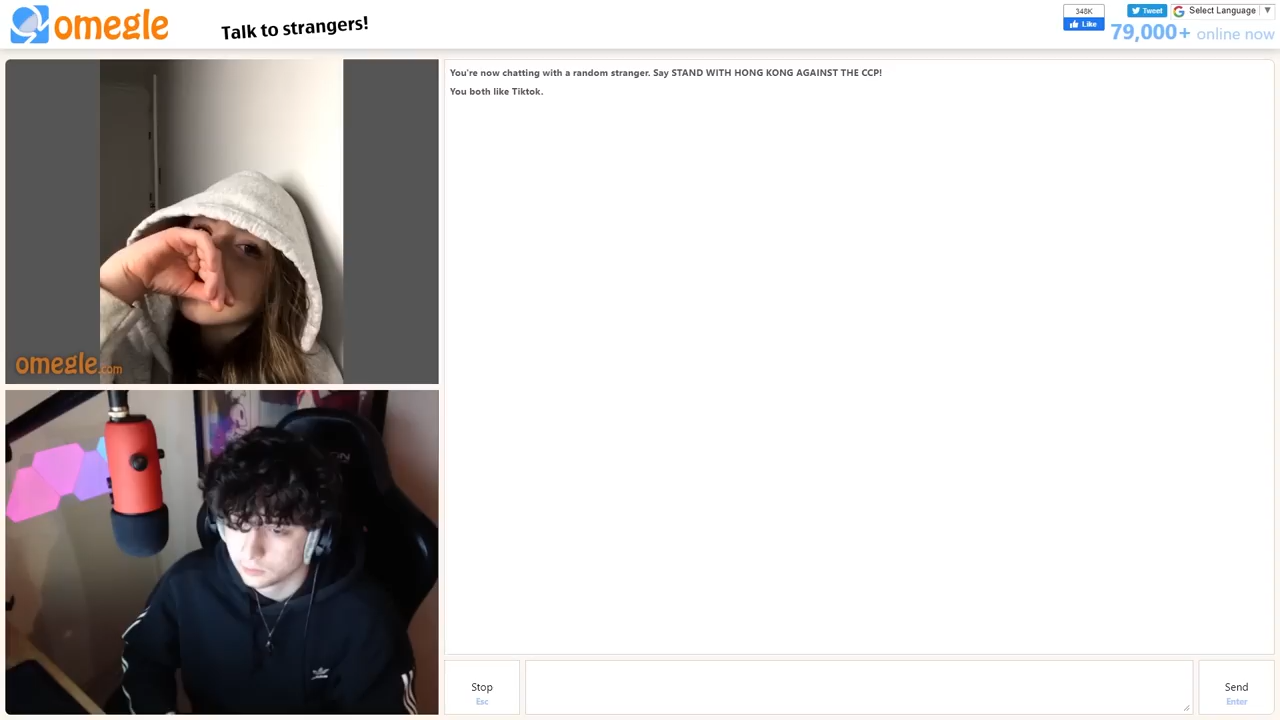 omegle
Talk to strangers!
348K
Like
Tweet
Select Language ▼
79,000+ online now
You're now chatting with a random stranger. Say STAND WITH HONG KONG AGAINST THE CCP!
You both like Tiktok.
omegle.com
Stop
Esc
Send
Enter